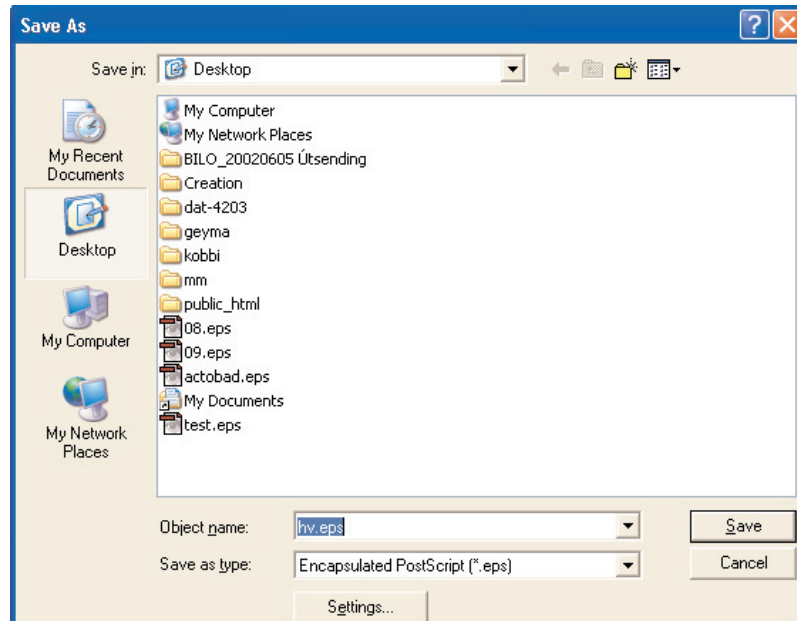 Save As
Save in:
Desktop
My Recent
Documents
Desktop
My Computer
My Network
Places
My Computer
My Network Places
BILO_20020605 Útsending
Creation
dat-4203
geyma
kobbi
mm
public_html
08.eps
09.eps
actobad.eps
My Documents
test.eps
Object name:
hv.eps
Save
Save as type:
Encapsulated PostScript (*.eps)
Cancel
Settings...